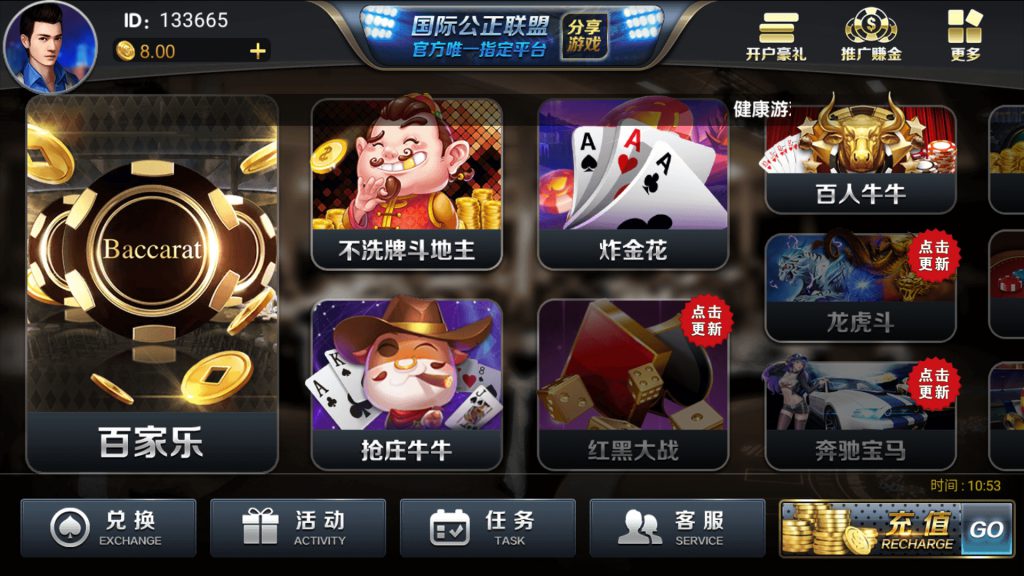 ID: 133665
8.00
+
国际公正联盟
官方唯一指定平台
分享
游戏
开户豪礼
推广赚金
更多
健康游
Baccarat
百家乐
不洗牌斗地主
A
A
A
炸金花
百人牛牛
点击
更新
龙虎斗
A
K
8
J
抢庄牛牛
点击
更新
红黑大战
点击
更新
奔驰宝马
时间 : 10:53
兑换
EXCHANGE
活动
ACTIVITY
任务
TASK
客服
SERVICE
充值
RECHARGE
GO